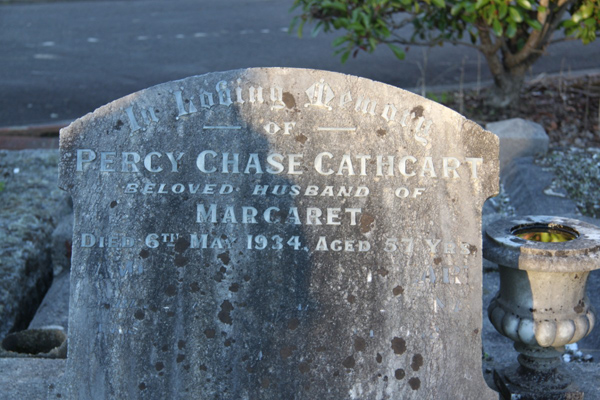 In Loving Memory
OF
PERCY CHASE CATHCART
BELOVED HUSBAND OF
MARGARET
DIED 6TH MAY 1934, AGED 57 YRS.